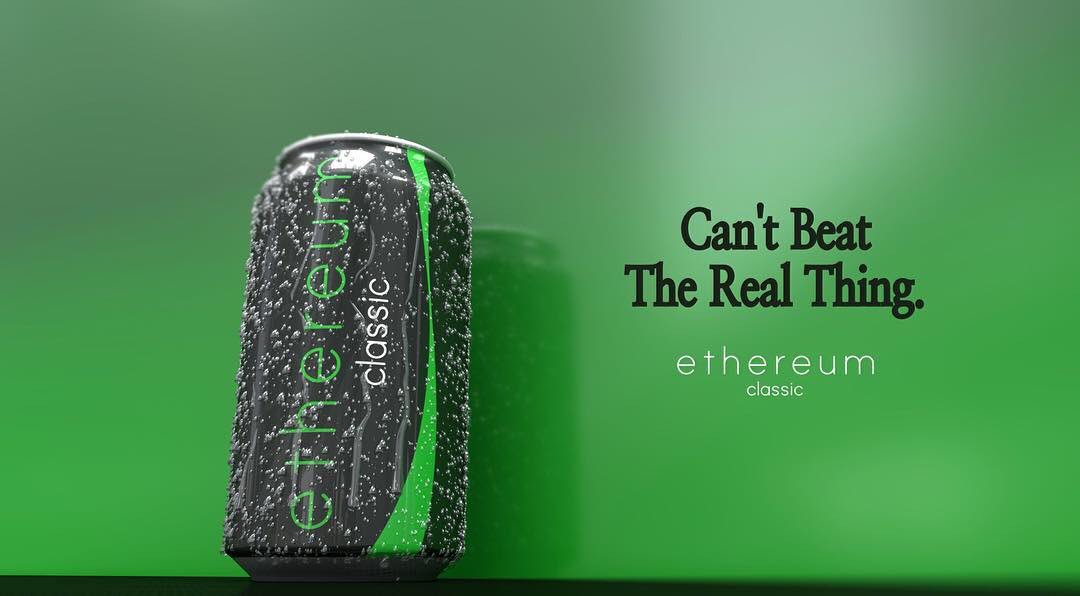 ethereum
classic
Can't Beat
The Real Thing.
ethereum
classic